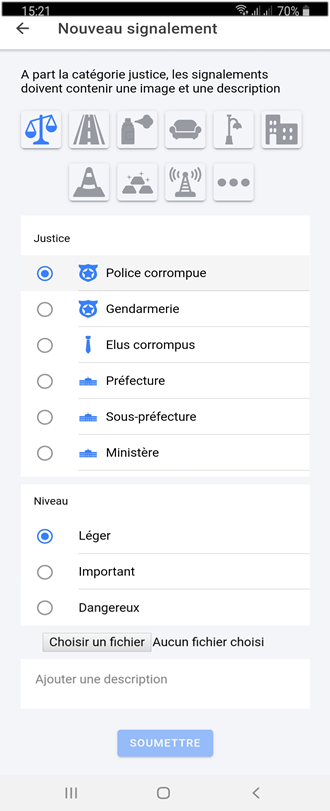 15:21
70%
Nouveau signalement
A part la catégorie justice, les signalements
doivent contenir une image et une description
Justice
Police corrompue
Gendarmerie
Elus corrompus
Préfecture
Sous-préfecture
Ministère
Niveau
Léger
Important
Dangereux
Choisir un fichier Aucun fichier choisi
Ajouter une description
SOUMETTRE